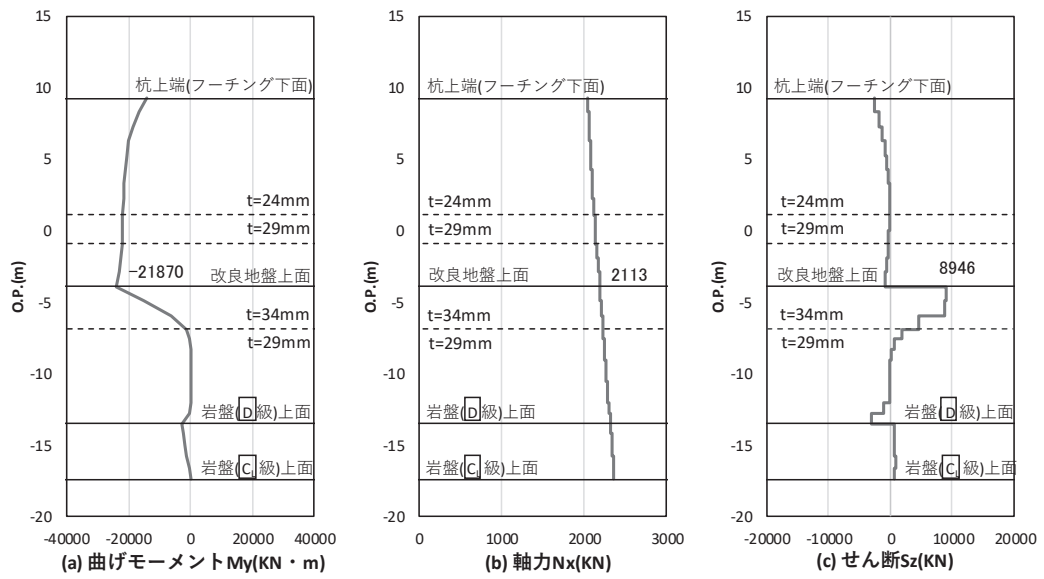 15
10
5
0
-5
-10
-15
-20
O.P.(m)
杭上端(フーチング下面)
t=24mm
t=29mm
−21870
改良地盤上面
t=34mm
t=29mm
岩盤(D級)上面
岩盤(CL級)上面
-40000 -20000 0 20000 40000
(a) 曲げモーメントMy(KN・m)
15
10
5
0
-5
-10
-15
-20
O.P.(m)
杭上端(フーチング下面)
t=24mm
t=29mm
改良地盤上面 2113
t=34mm
t=29mm
岩盤(D級)上面
岩盤(CL級)上面
0 1000 2000 3000
(b) 軸力Nx(KN)
15
10
5
0
-5
-10
-15
-20
O.P.(m)
杭上端(フーチング下面)
t=24mm
t=29mm
改良地盤上面 8946
t=34mm
t=29mm
岩盤(D級)上面
岩盤(CL級)上面
-20000 -10000 0 10000 20000
(c) せん断Sz(KN)